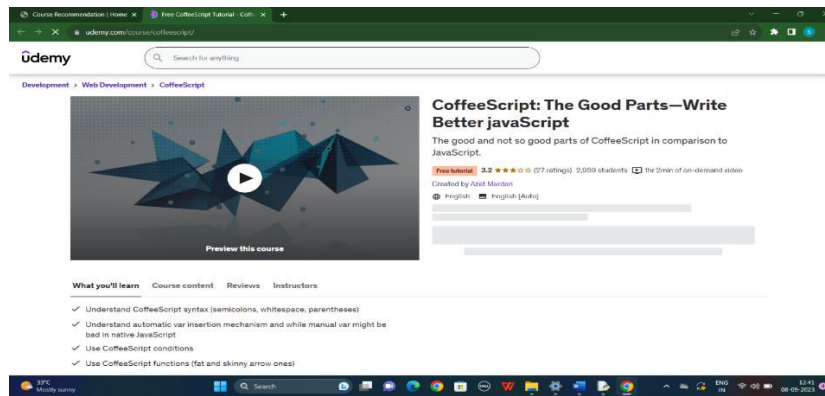 Course Recommendation | Home
Free CoffeeScript Tutorial - Coff
udemy.com/course/coffeescript/
S
ûdemy
Search for anything
Development > Web Development > CoffeeScript
CoffeeScript: The Good Parts—Write
Better javaScript
The good and not so good parts of CoffeeScript in comparison to
JavaScript.
Free tutorial 3.2 (27 ratings) 2,959 students 1hr 2min of on-demand video
Created by Azat Mardan
English English [Auto]
Preview this course
What you'll learn Course content Reviews Instructors
Understand CoffeeScript syntax (semicolons, whitespace, parentheses)
Understand automatic var insertion mechanism and while manual var might be
bad in native JavaScript
Use CoffeeScript conditions
Use CoffeeScript functions (fat and skinny arrow ones)
33°C
Mostly sunny
Search
ENG
IN
12:41
08-09-2023